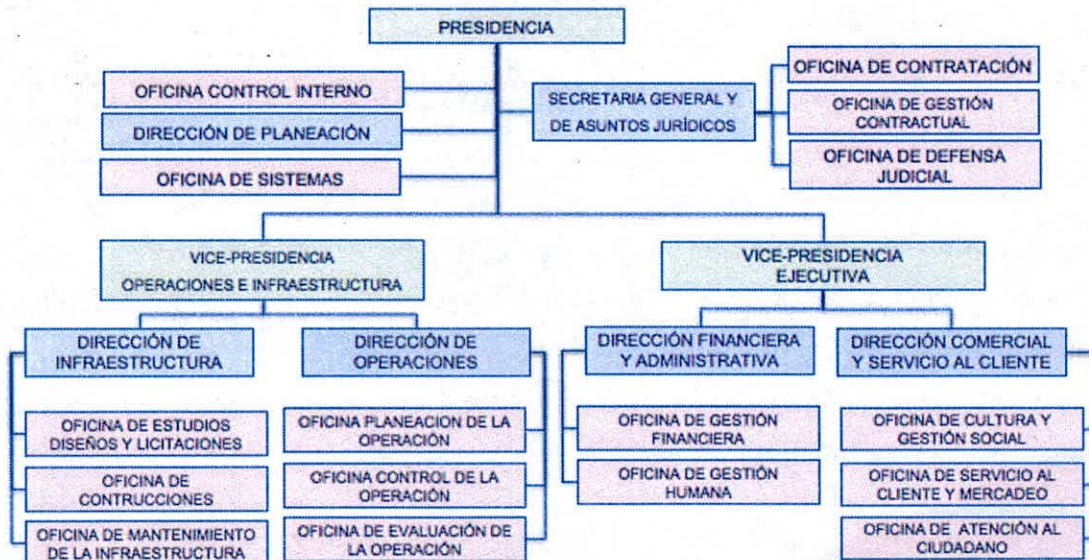 PRESIDENCIA
OFICINA CONTROL INTERNO
DIRECCIÓN DE PLANEACIÓN
OFICINA DE SISTEMAS
SECRETARIA GENERAL Y
DE ASUNTOS JURÍDICOS
OFICINA DE CONTRATACIÓN
OFICINA DE GESTIÓN
CONTRACTUAL
OFICINA DE DEFENSA
JUDICIAL
VICE-PRESIDENCIA
OPERACIONES E INFRAESTRUCTURA
VICE-PRESIDENCIA
EJECUTIVA
DIRECCIÓN DE
INFRAESTRUCTURA
DIRECCIÓN DE
OPERACIONES
DIRECCIÓN FINANCIERA
Y ADMINISTRATIVA
DIRECCIÓN COMERCIAL
Y SERVICIO AL CLIENTE
OFICINA DE ESTUDIOS
DISEÑOS Y LICITACIONES
OFICINA DE
CONTRUCCIONES
OFICINA DE MANTENIMIENTO
DE LA INFRAESTRUCTURA
OFICINA PLANEACION DE LA
OPERACIÓN
OFICINA CONTROL DE LA
OPERACIÓN
OFICINA DE EVALUACIÓN DE
LA OPERACIÓN
OFICINA DE GESTIÓN
FINANCIERA
OFICINA DE GESTIÓN
HUMANA
OFICINA DE CULTURA Y
GESTIÓN SOCIAL
OFICINA DE SERVICIO AL
CLIENTE Y MERCADEO
OFICINA DE ATENCIÓN AL
CIUDADANO